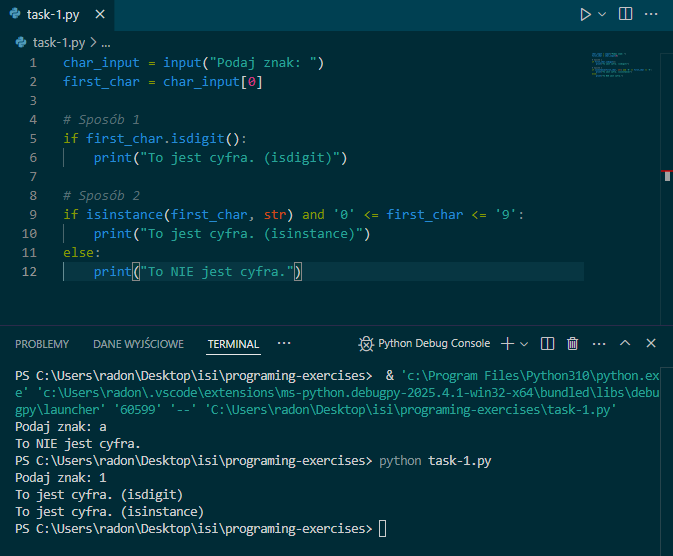 task-1.py
task-1.py > ...
1 char_input = input("Podaj znak: ")
2 first_char = char_input[0]
3
4 # Sposób 1
5 if first_char.isdigit():
6 print("To jest cyfra. (isdigit)")
7
8 # Sposób 2
9 if isinstance(first_char, str) and '0' <= first_char <= '9':
10 print("To jest cyfra. (isinstance)")
11 else:
12 print("To NIE jest cyfra.")
PROBLEMY DANE WYJŚCIOWE TERMINAL ... Python Debug Console
PS C:\Users\radon\Desktop\isi\programing-exercises> & 'c:\Program Files\Python310\python.ex
e' 'c:\Users\radon\.vscode\extensions\ms-python.debugpy-2025.4.1-win32-x64\bundled\libs\debu
gpy\launcher' '60599' '--' 'C:\Users\radon\Desktop\isi\programing-exercises\task-1.py'
Podaj znak: a
To NIE jest cyfra.
PS C:\Users\radon\Desktop\isi\programing-exercises> python task-1.py
Podaj znak: 1
To jest cyfra. (isdigit)
To jest cyfra. (isinstance)
PS C:\Users\radon\Desktop\isi\programing-exercises>